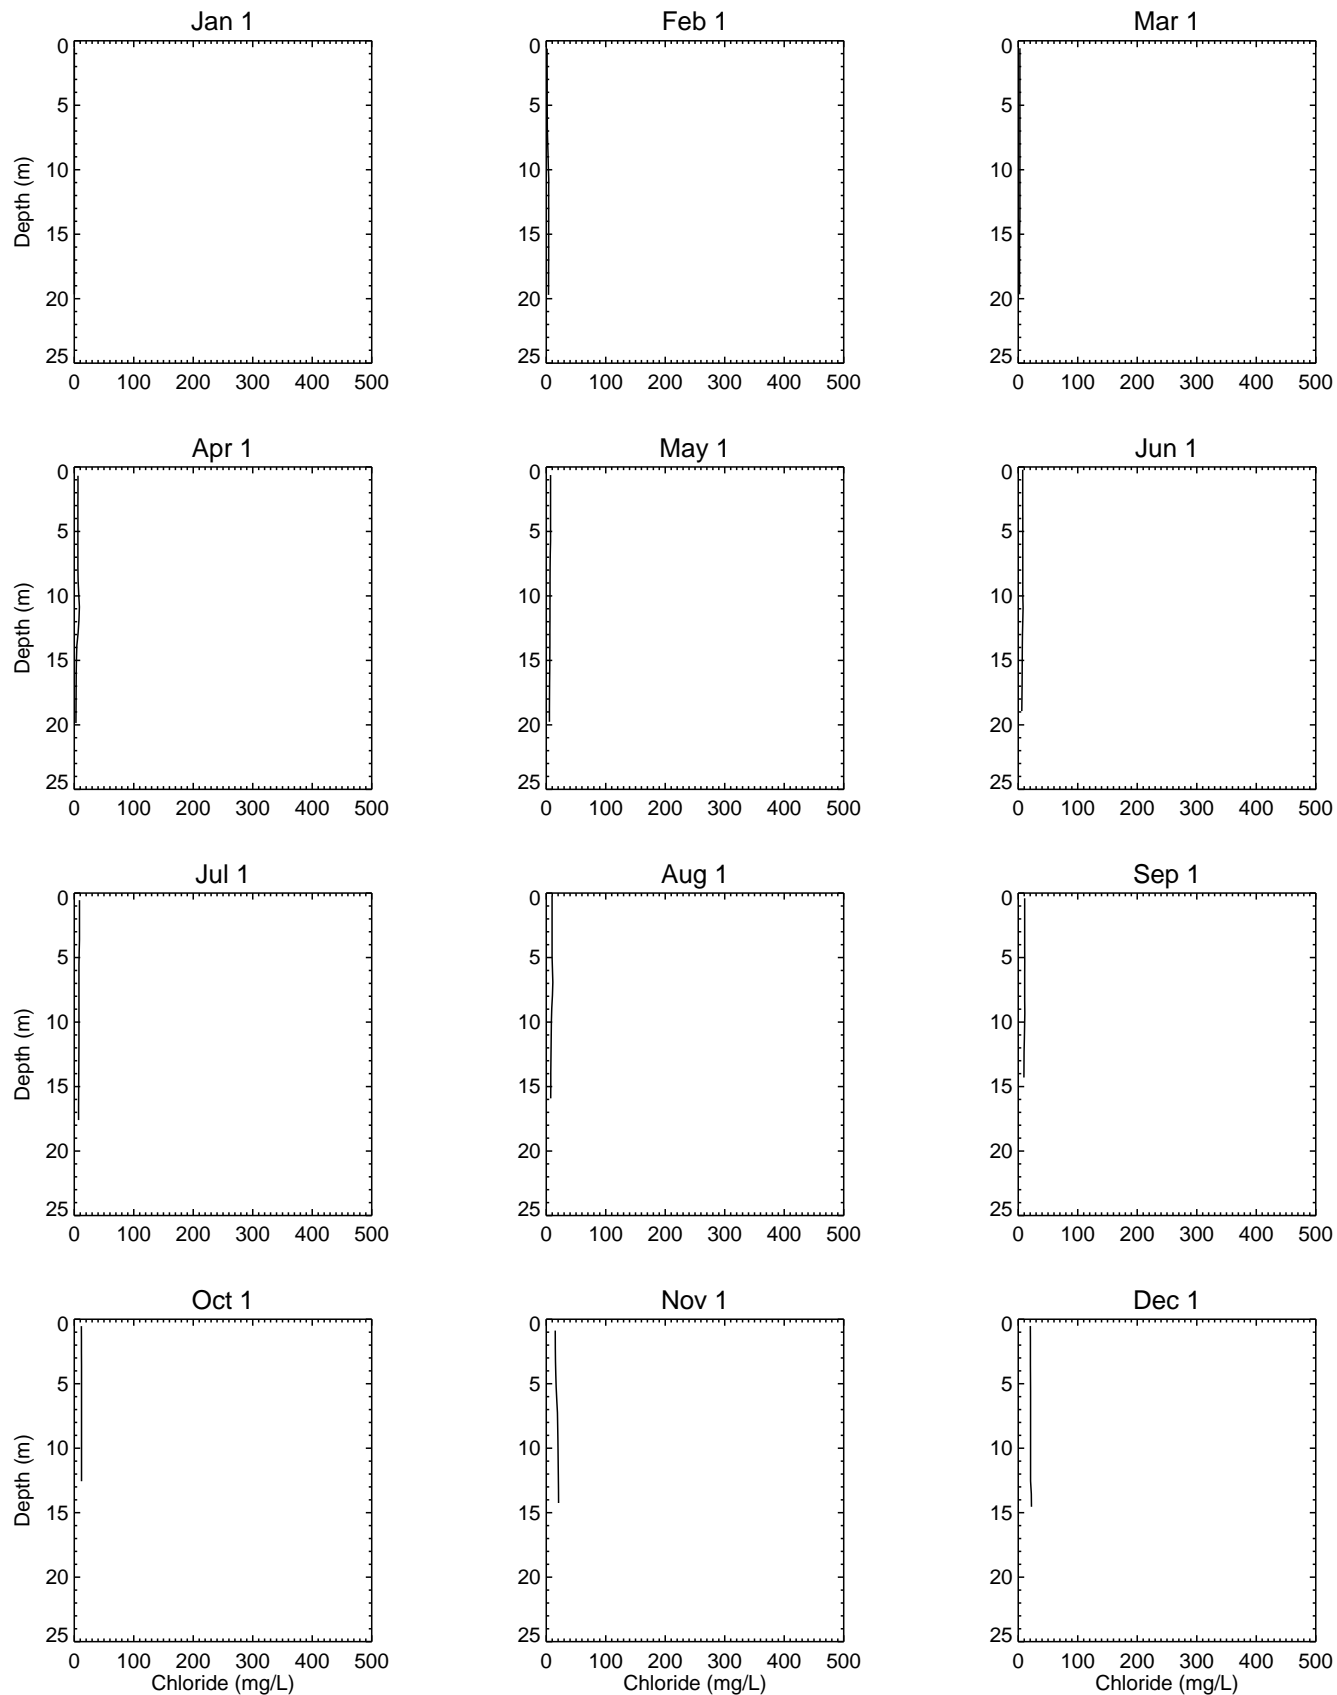 Jan 1 Feb 1 Mar 1
0 0 0
5 5 5
10 10 10
Depth (m)
15 15 15
20 20 20
25 25 25
0 100 200 300 400 500 0 100 200 300 400 500 0 100 200 300 400 500
Apr 1 May 1 Jun 1
0 0 0
5 5 5
10 10 10
Depth (m)
15 15 15
20 20 20
25 25 25
0 100 200 300 400 500 0 100 200 300 400 500 0 100 200 300 400 500
Jul 1 Aug 1 Sep 1
0 0 0
5 5 5
10 10 10
Depth (m)
15 15 15
20 20 20
25 25 25
0 100 200 300 400 500 0 100 200 300 400 500 0 100 200 300 400 500
Oct 1 Nov 1 Dec 1
0 0 0
5 5 5
10 10 10
Depth (m)
15 15 15
20 20 20
25 25 25
0 100 200 300 400 500 0 100 200 300 400 500 0 100 200 300 400 500
Chloride (mg/L) Chloride (mg/L) Chloride (mg/L)